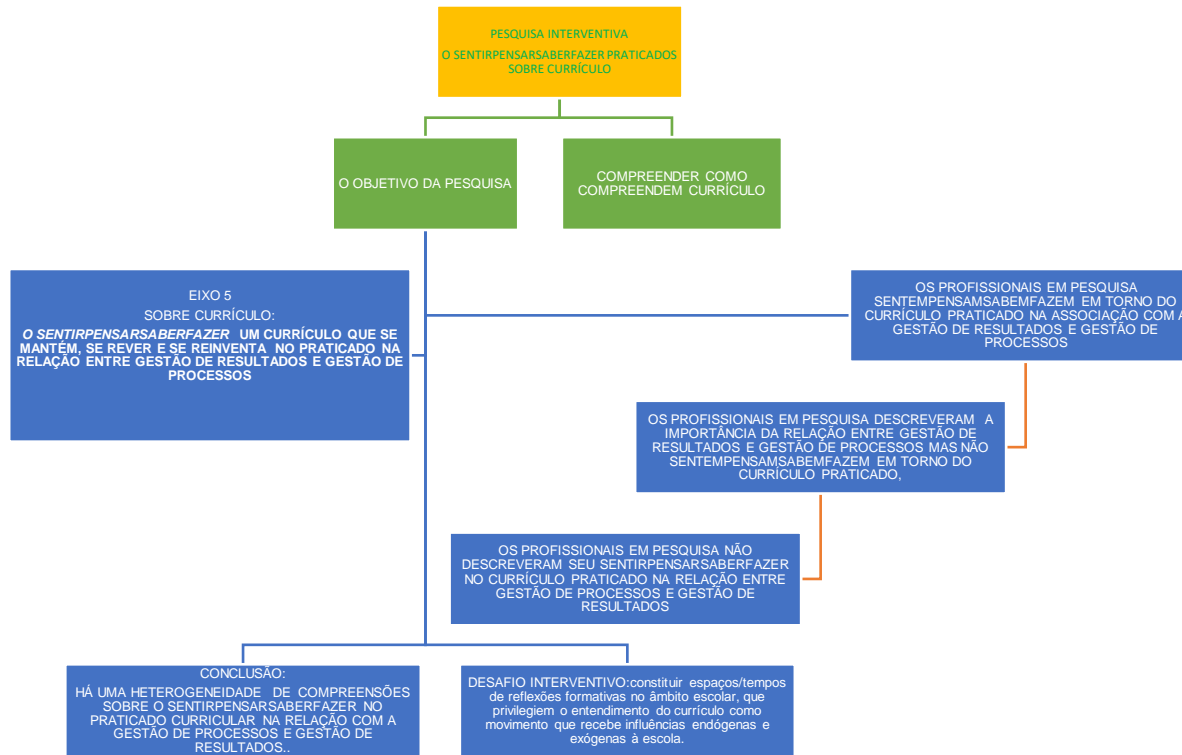 PESQUISA INTERVENTIVA
O SENTIRPENSARSABERFAZER PRATICADOS
SOBRE CURRÍCULO
O OBJETIVO DA PESQUISA
COMPREENDER COMO
COMPREENDEM CURRÍCULO
EIXO 5
SOBRE CURRÍCULO:
O SENTIRPENSARSABERFAZER UM CURRÍCULO QUE SE
MANTÉM, SE REVER E SE REINVENTA NO PRATICADO NA
RELAÇÃO ENTRE GESTÃO DE RESULTADOS E GESTÃO DE
PROCESSOS
OS PROFISSIONAIS EM PESQUISA
SENTEMPENSAMSABEMFAZEM EM TORNO DO
CURRÍCULO PRATICADO NA ASSOCIAÇÃO COM A
GESTÃO DE RESULTADOS E GESTÃO DE
PROCESSOS
OS PROFISSIONAIS EM PESQUISA DESCREVERAM A
IMPORTÂNCIA DA RELAÇÃO ENTRE GESTÃO DE
RESULTADOS E GESTÃO DE PROCESSOS MAS NÃO
SENTEMPENSAMSABEMFAZEM EM TORNO DO
CURRÍCULO PRATICADO,
OS PROFISSIONAIS EM PESQUISA NÃO
DESCREVERAM SEU SENTIRPENSARSABERFAZER
NO CURRÍCULO PRATICADO NA RELAÇÃO ENTRE
GESTÃO DE PROCESSOS E GESTÃO DE
RESULTADOS
CONCLUSÃO:
HÁ UMA HETEROGENEIDADE DE COMPREENSÕES
SOBRE O SENTIRPENSARSABERFAZER NO
PRATICADO CURRICULAR NA RELAÇÃO COM A
GESTÃO DE PROCESSOS E GESTÃO DE
RESULTADOS..
DESAFIO INTERVENTIVO:constituir espaços/tempos
de reflexões formativas no âmbito escolar, que
privilegiem o entendimento do currículo como
movimento que recebe influências endógenas e
exógenas à escola.